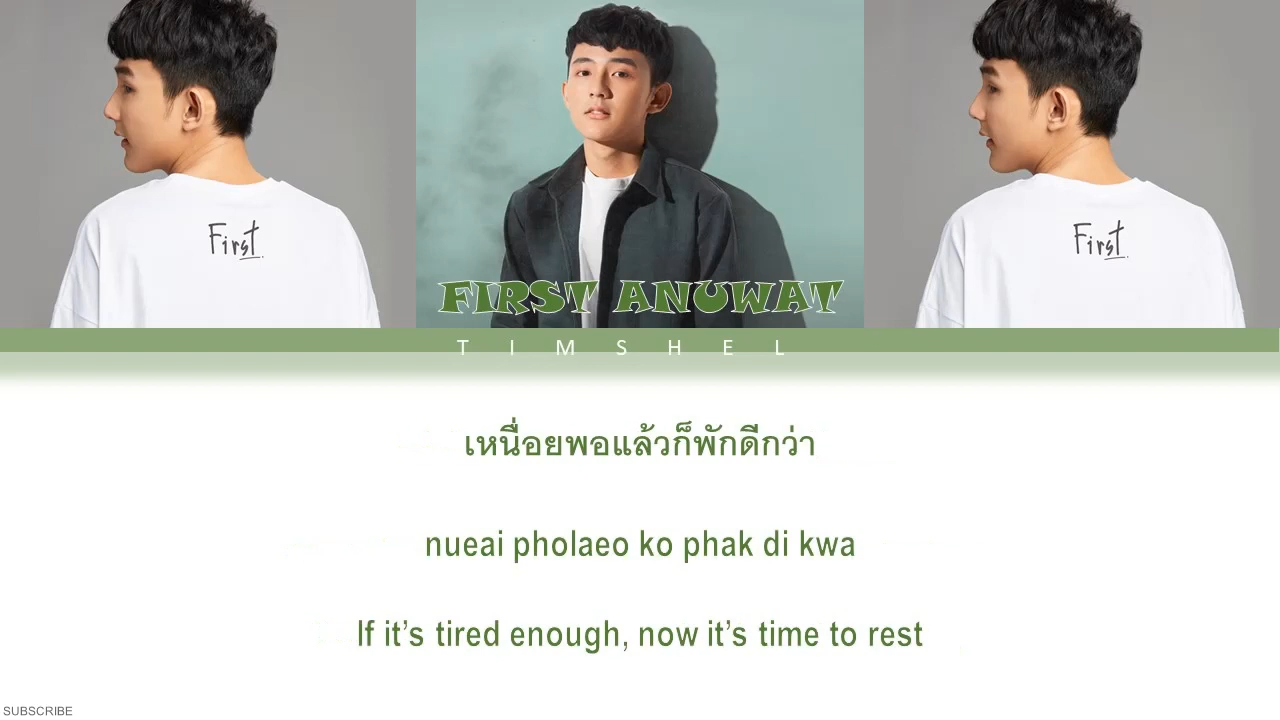 First.
First.
FIRST ANUWAT
TIMSHEL
เหนื่อยพอแล้วก็พักดีกว่า
nueai pholaeo ko phak di kwa
If it’s tired enough, now it’s time to rest
SUBSCRIBE